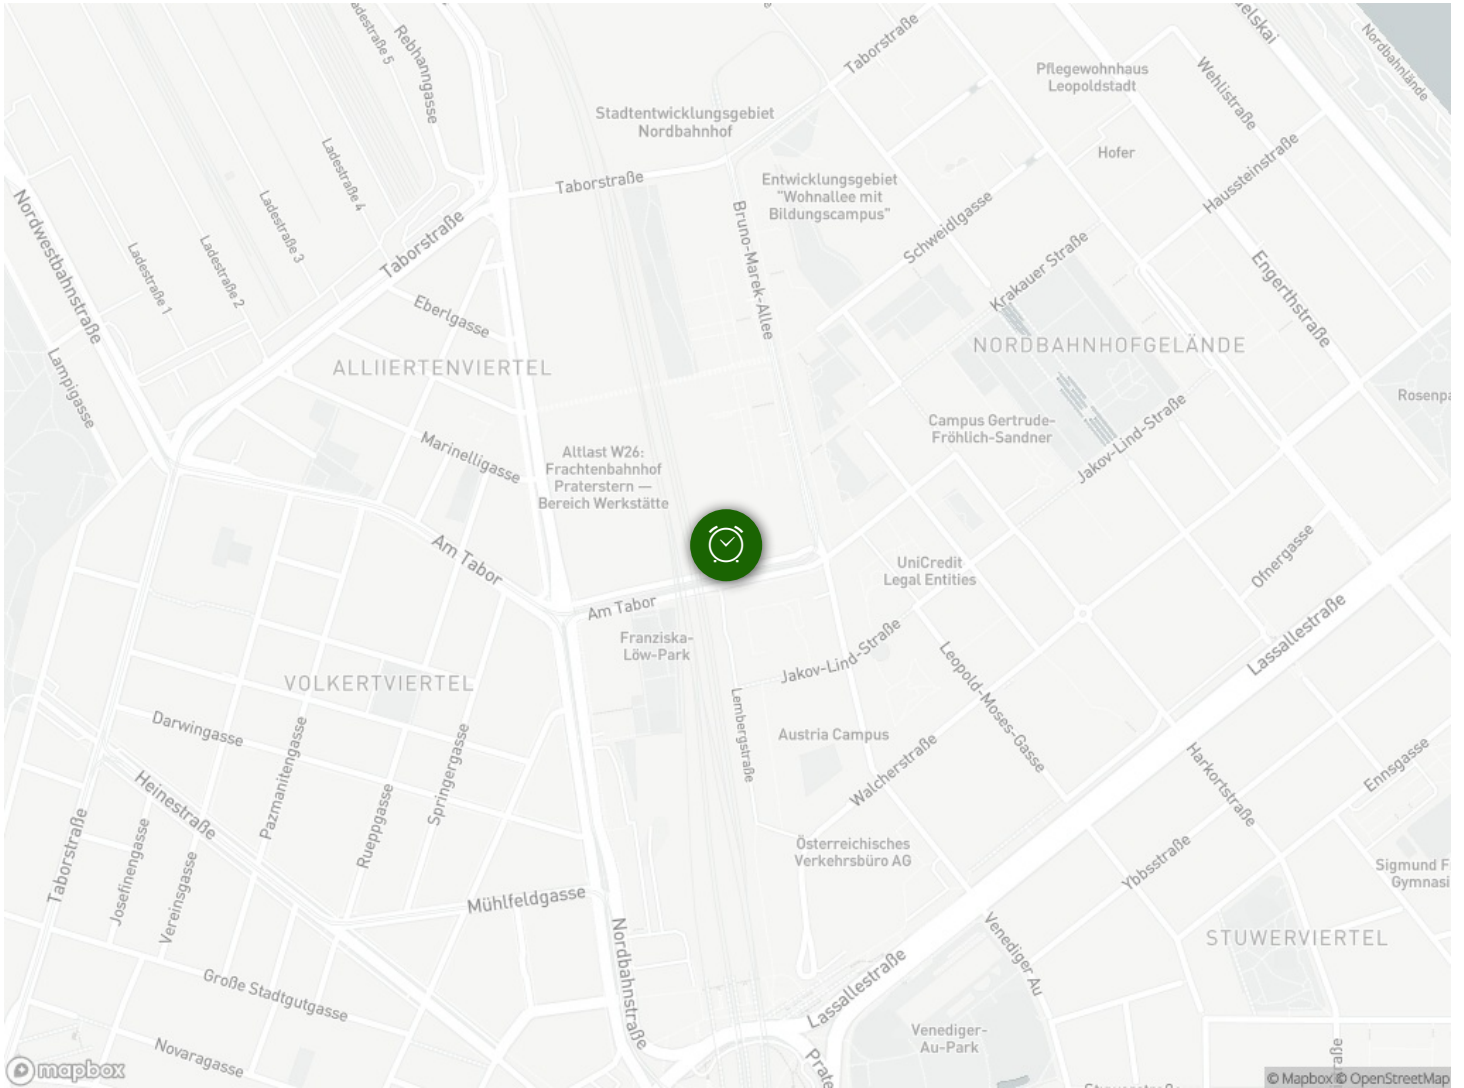 Ladestraße 5
Rebhanngasse
Taborstraße
delskai
Nordbahnlände
Pflegewohnhaus
Leopoldstadt
Wehlistraße
Stadtentwicklungsgebiet
Nordbahnhof
Hofer
Haussteinstraße
Ladestraße 4
Taborstraße
Entwicklungsgebiet
"Wohnallee mit
Bildungscampus"
Ladestraße 3
Nordwestbahnstraße
Taborstraße
Bruno-Marek-Allee
Schweidlgasse
Ladestraße 2
Ladestraße 1
Krakauer Straße
Engerthstraße
Eberlgasse
NORDBAHNHOFGELÄNDE
ALLIIERTENVIERTEL
Lampigasse
Rosenpa
Campus Gertrude-
Fröhlich-Sandner
Jakov-Lind-Straße
Marinelligasse
Altlast W26:
Frachtenbahnhof
Praterstern —
Bereich Werkstätte
Am Tabor
UniCredit
Legal Entities
Ofnergasse
Am Tabor
Franziska-
Löw-Park
Jakov-Lind-Straße
Lassallestraße
VOLKERTVIERTEL
Leopold-Moses-Gasse
Darwingasse
Lembergstraße
Austria Campus
Pazmanitengasse
Springergasse
Walcherstraße
Harkortstraße
Ennsgasse
Heinestraße
Rueppgasse
Taborstraße
Josefinengasse
Vereinsgasse
Österreichisches
Verkehrsbüro AG
Ybbsstraße
Sigmund F
Gymnasi
Mühlfeldgasse
Nordbahnstraße
Venediger Au
STUWERVIERTEL
Große Stadtgutgasse
Lassallestraße
Novaragasse
Venediger-
Au-Park
Prate
straße
mapbox
© Mapbox © OpenStreetMap